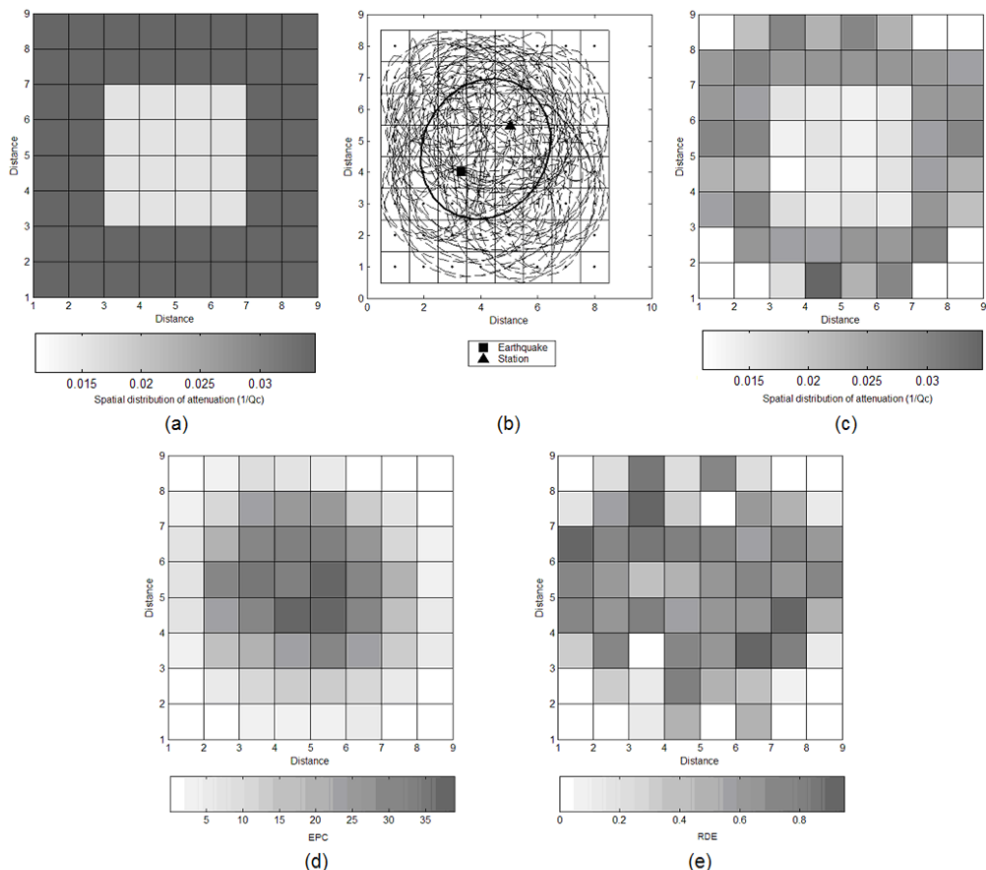 9
8
7
6
5
4
3
2
1
Distance
1 2 3 4 5 6 7 8 9
Distance
0.015 0.02 0.025 0.03
Spatial distribution of attenuation (1/Qc)
(a)
9
8
7
6
5
4
3
2
1
0
Distance
0 2 4 6 8 10
Distance
Earthquake
Station
(b)
9
8
7
6
5
4
3
2
1
Distance
1 2 3 4 5 6 7 8 9
Distance
0.015 0.02 0.025 0.03
Spatial distribution of attenuation (1/Qc)
(c)
9
8
7
6
5
4
3
2
1
Distance
1 2 3 4 5 6 7 8 9
Distance
5 10 15 20 25 30 35
EPC
(d)
9
8
7
6
5
4
3
2
1
Distance
1 2 3 4 5 6 7 8 9
Distance
0 0.2 0.4 0.6 0.8
RDE
(e)